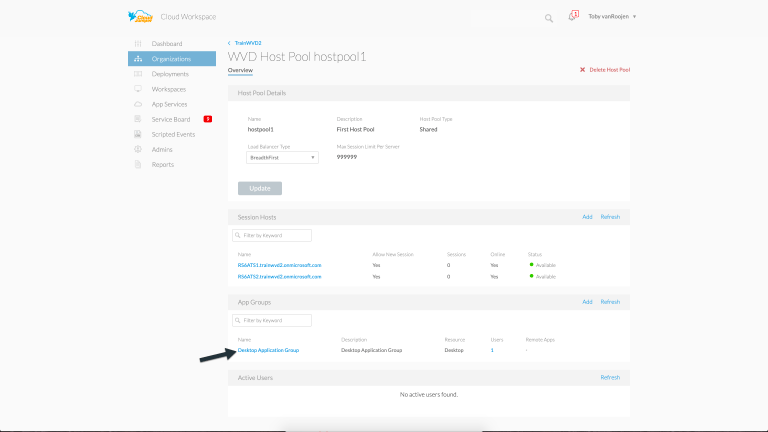 Cloud Workspace
1
Toby vanRoojen
Dashboard
Organizations
Deployments
Workspaces
App Services
Service Board 5
Scripted Events
Admins
Reports
TrainWVD2
WVD Host Pool hostpool1
Overview
Delete Host Pool
Host Pool Details
Name Description Host Pool Type
hostpool1 First Host Pool Shared
Load Balancer Type Max Session Limit Per Server
BreadthFirst 999999
Update
Session Hosts Add Refresh
Filter by Keyword
Name Allow New Session Sessions Online Status
RS6ATS1.trainwvd2.onmicrosoft.com Yes 0 Yes Available
RS6ATS2.trainwvd2.onmicrosoft.com Yes 0 Yes Available
App Groups Add Refresh
Filter by Keyword
Name Description Resource Users Remote Apps
Desktop Application Group Desktop Application Group Desktop 1 -
Active Users Refresh
No active users found.